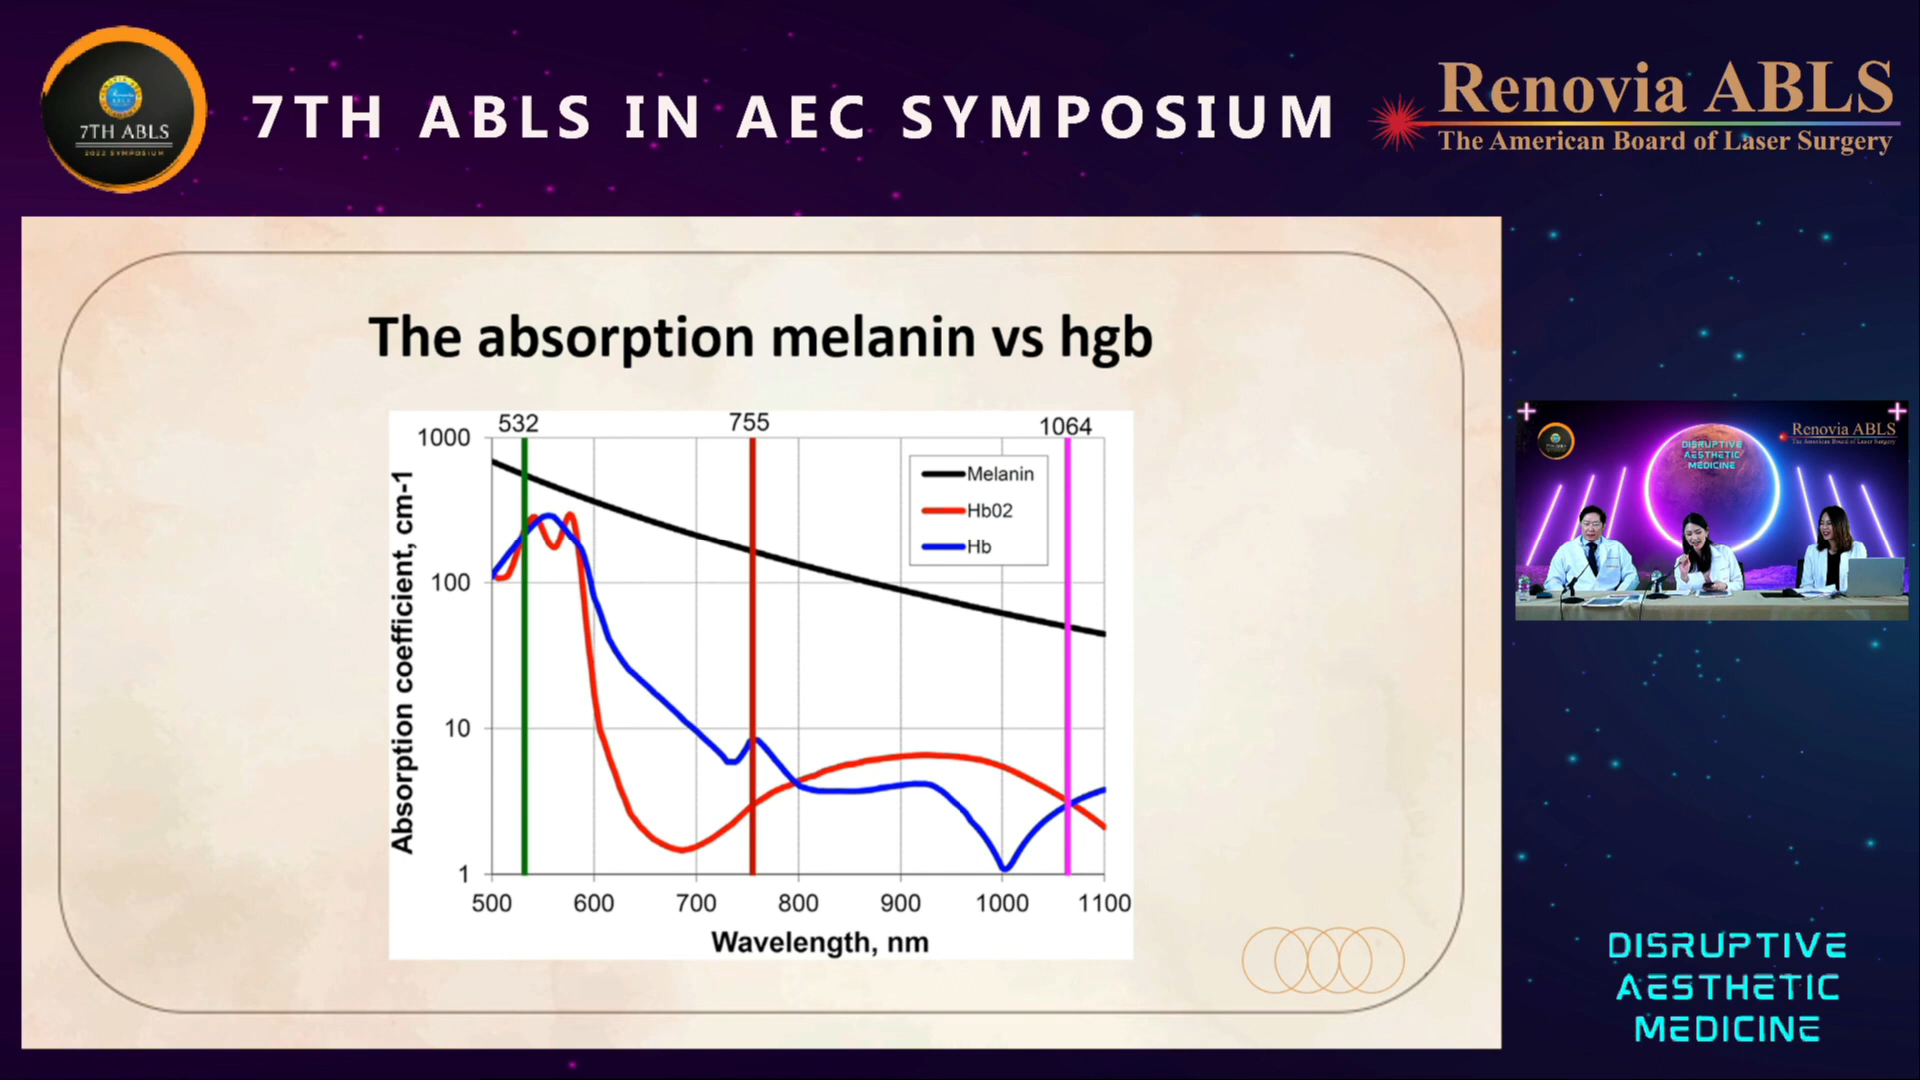 7TH ABLS
2022 SYMPOSIUM
7TH ABLS IN AEC SYMPOSIUM
Renovia ABLS
The American Board of Laser Surgery
The absorption melanin vs hgb
532
755
1064
1000
100
10
1
Absorption coefficient, cm-1
Melanin
Hb02
Hb
500
600
700
800
900
1000
1100
Wavelength, nm
Renovia ABLS
The American Board of Laser Surgery
DISRUPTIVE
AESTHETIC
MEDICINE
DISRUPTIVE
AESTHETIC
MEDICINE